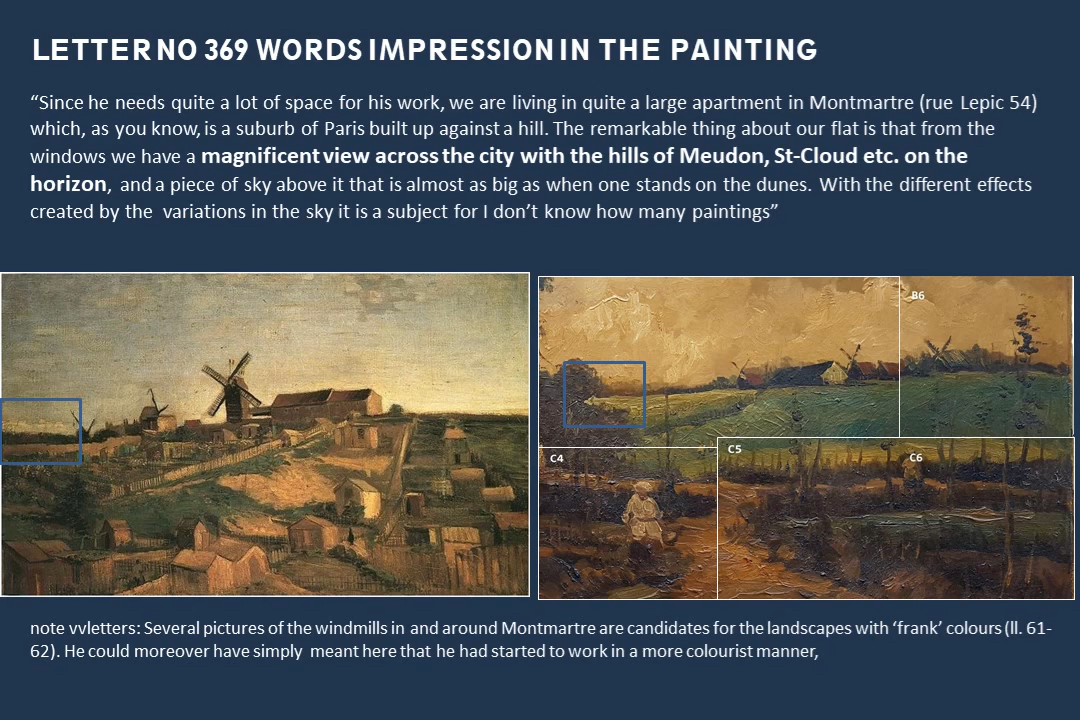 LETTER NO 369 WORDS IMPRESSION IN THE PAINTING
“Since he needs quite a lot of space for his work, we are living in quite a large apartment in Montmartre (rue Lepic 54)
which, as you know, is a suburb of Paris built up against a hill. The remarkable thing about our flat is that from the
windows we have a magnificent view across the city with the hills of Meudon, St-Cloud etc. on the
horizon, and a piece of sky above it that is almost as big as when one stands on the dunes. With the different effects
created by the variations in the sky it is a subject for I don’t know how many paintings”
B6
C4
C5
C6
note vvletters: Several pictures of the windmills in and around Montmartre are candidates for the landscapes with ‘frank’ colours (ll. 61-
62). He could moreover have simply meant here that he had started to work in a more colourist manner,